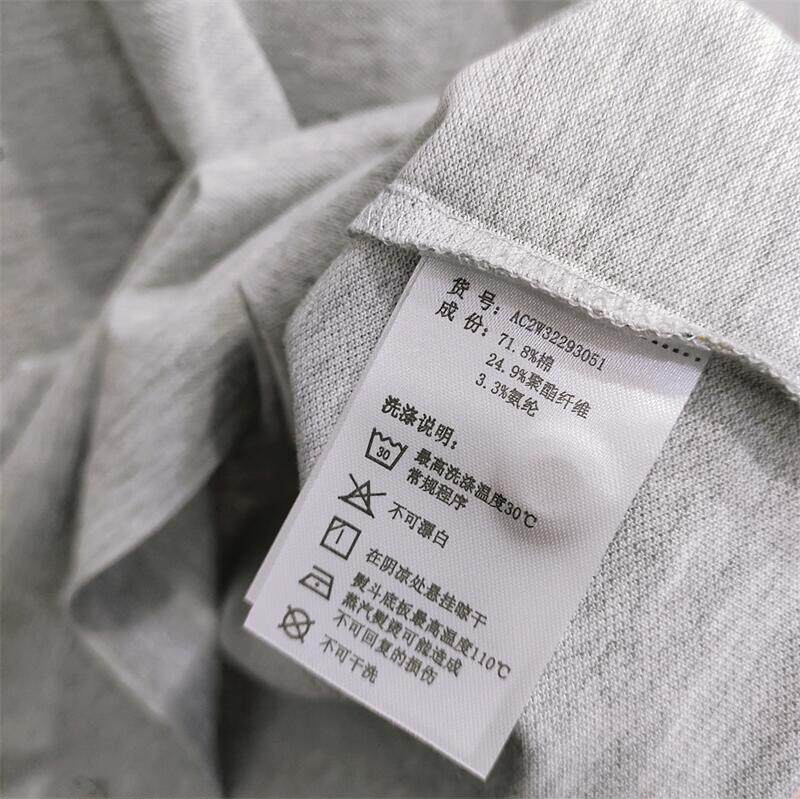 货 号: AC2W32293051
成 份: 71.8%棉
24.9%聚酯纤维
3.3%氨纶
洗涤说明:
30
最高洗涤温度30℃
常规程序
不可漂白
在阴凉处悬挂晾干
熨斗底板最高温度110℃
蒸汽熨烫可能造成
不可回复的损伤
不可干洗